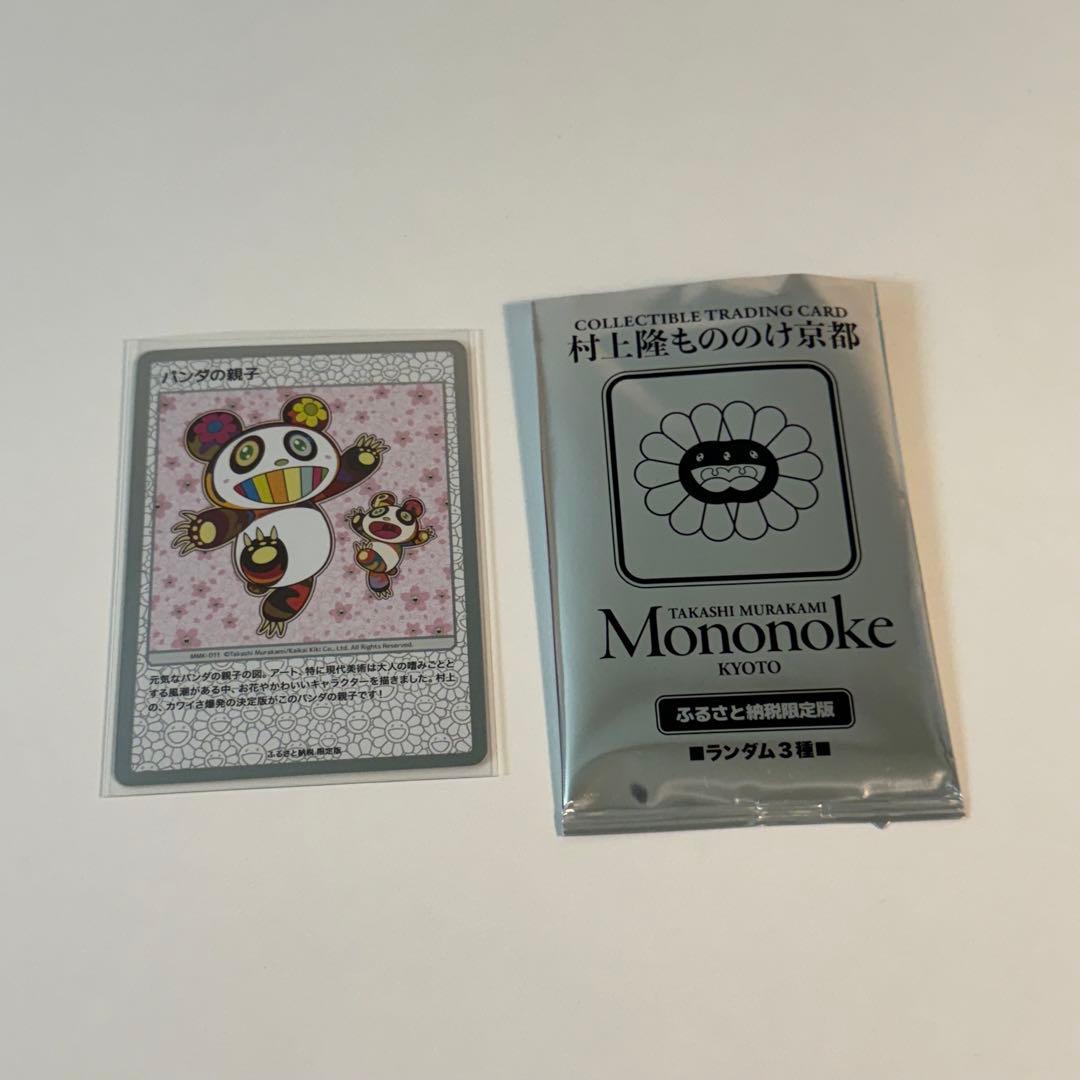 パンダの親子
MMK-011 ©Takashi Murakami/Kaikai Kiki Co., Ltd. All Rights Reserved.
元気なパンダの親子の図。アート、特に現代美術は大人の嗜みごとと
する風潮がある中、お花やかわいいキャラクターを描きました。村上
の、カワイさ爆発の決定版がこのパンダの親子です!
ふるさと納税 限定版
COLLECTIBLE TRADING CARD
村上隆もののけ京都
TAKASHI MURAKAMI
Mononoke
KYOTO
ふるさと納税限定版
■ランダム3種■